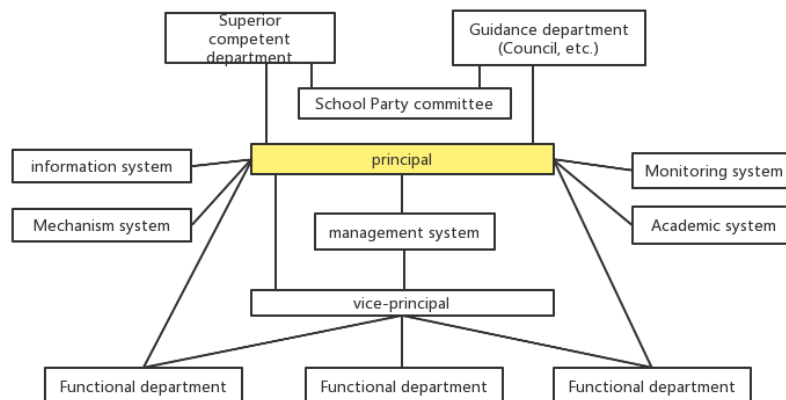 Superior
competent
department
Guidance department
(Council, etc.)
School Party committee
principal
information system
Monitoring system
Mechanism system
management system
Academic system
vice-principal
Functional department
Functional department
Functional department